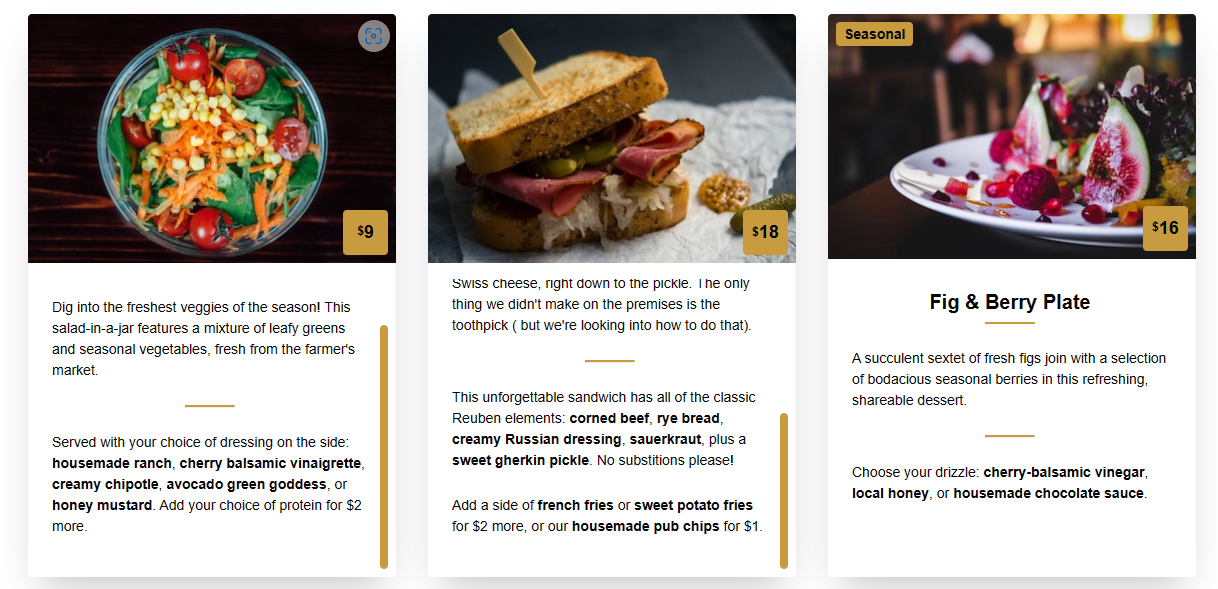 $9
Dig into the freshest veggies of the season! This
salad-in-a-jar features a mixture of leafy greens
and seasonal vegetables, fresh from the farmer's
market.
Served with your choice of dressing on the side:
housemade ranch, cherry balsamic vinaigrette,
creamy chipotle, avocado green goddess, or
honey mustard. Add your choice of protein for $2
more.
$18
Swiss cheese, right down to the pickle. The only
thing we didn't make on the premises is the
toothpick ( but we're looking into how to do that).
This unforgettable sandwich has all of the classic
Reuben elements: corned beef, rye bread,
creamy Russian dressing, sauerkraut, plus a
sweet gherkin pickle. No substitions please!
Add a side of french fries or sweet potato fries
for $2 more, or our housemade pub chips for $1.
Seasonal
$16
Fig & Berry Plate
A succulent sextet of fresh figs join with a selection
of bodacious seasonal berries in this refreshing,
shareable dessert.
Choose your drizzle: cherry-balsamic vinegar,
local honey, or housemade chocolate sauce.